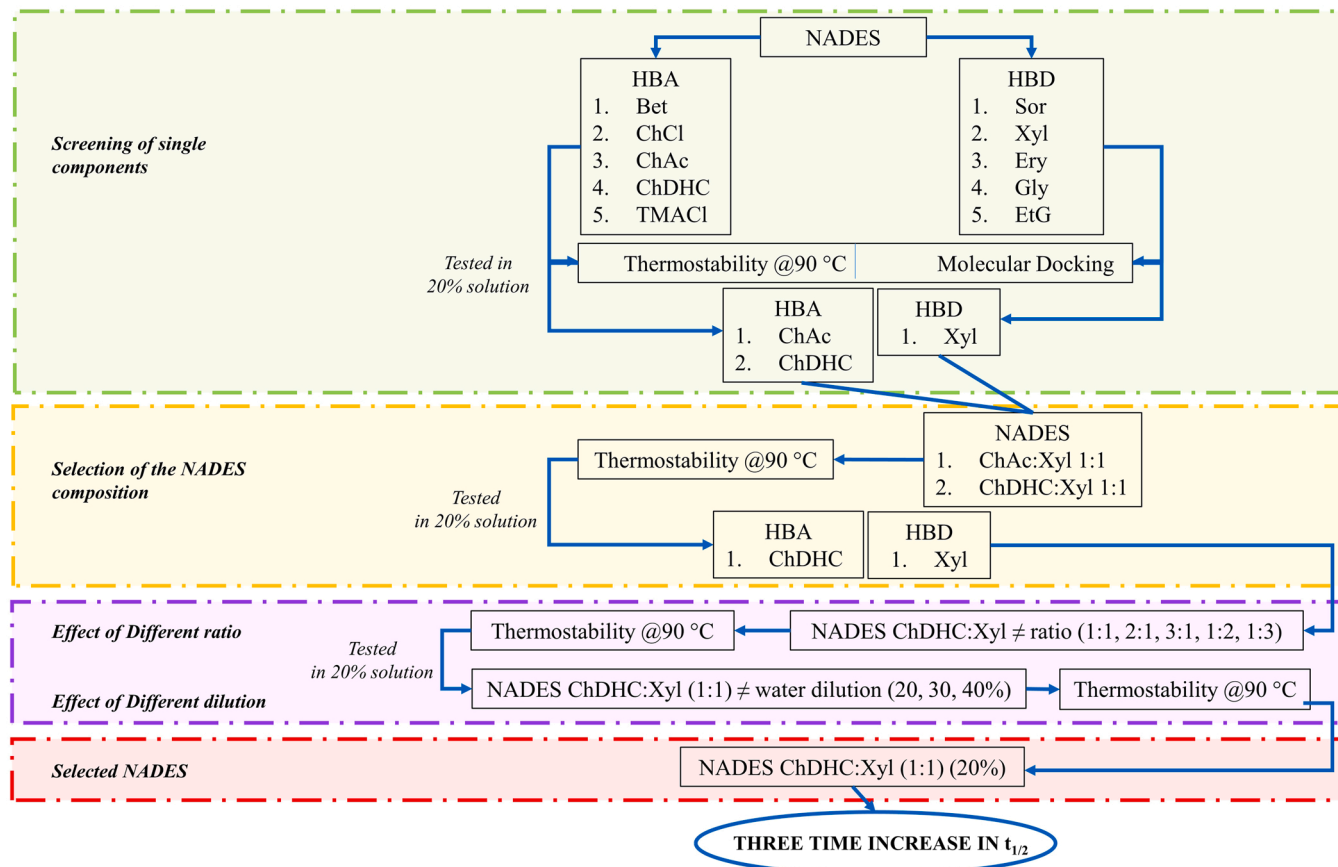 NADES
HBA
1. Bet
2. ChCl
3. ChAc
4. ChDHC
5. TMACl
HBD
1. Sor
2. Xyl
3. Ery
4. Gly
5. EtG
Screening of single
components
Tested in
20% solution
Thermostability @90 °C
Molecular Docking
HBA
1. ChAc
2. ChDHC
HBD
1. Xyl
Selection of the NADES
composition
NADES
1. ChAc:Xyl 1:1
2. ChDHC:Xyl 1:1
Thermostability @90 °C
Tested
in 20% solution
HBA
1. ChDHC
HBD
1. Xyl
Effect of Different ratio
Thermostability @90 °C
NADES ChDHC:Xyl ≠ ratio (1:1, 2:1, 3:1, 1:2, 1:3)
Tested
in 20% solution
Effect of Different dilution
NADES ChDHC:Xyl (1:1) ≠ water dilution (20, 30, 40%)
Thermostability @90 °C
Selected NADES
NADES ChDHC:Xyl (1:1) (20%)
THREE TIME INCREASE IN t1/2